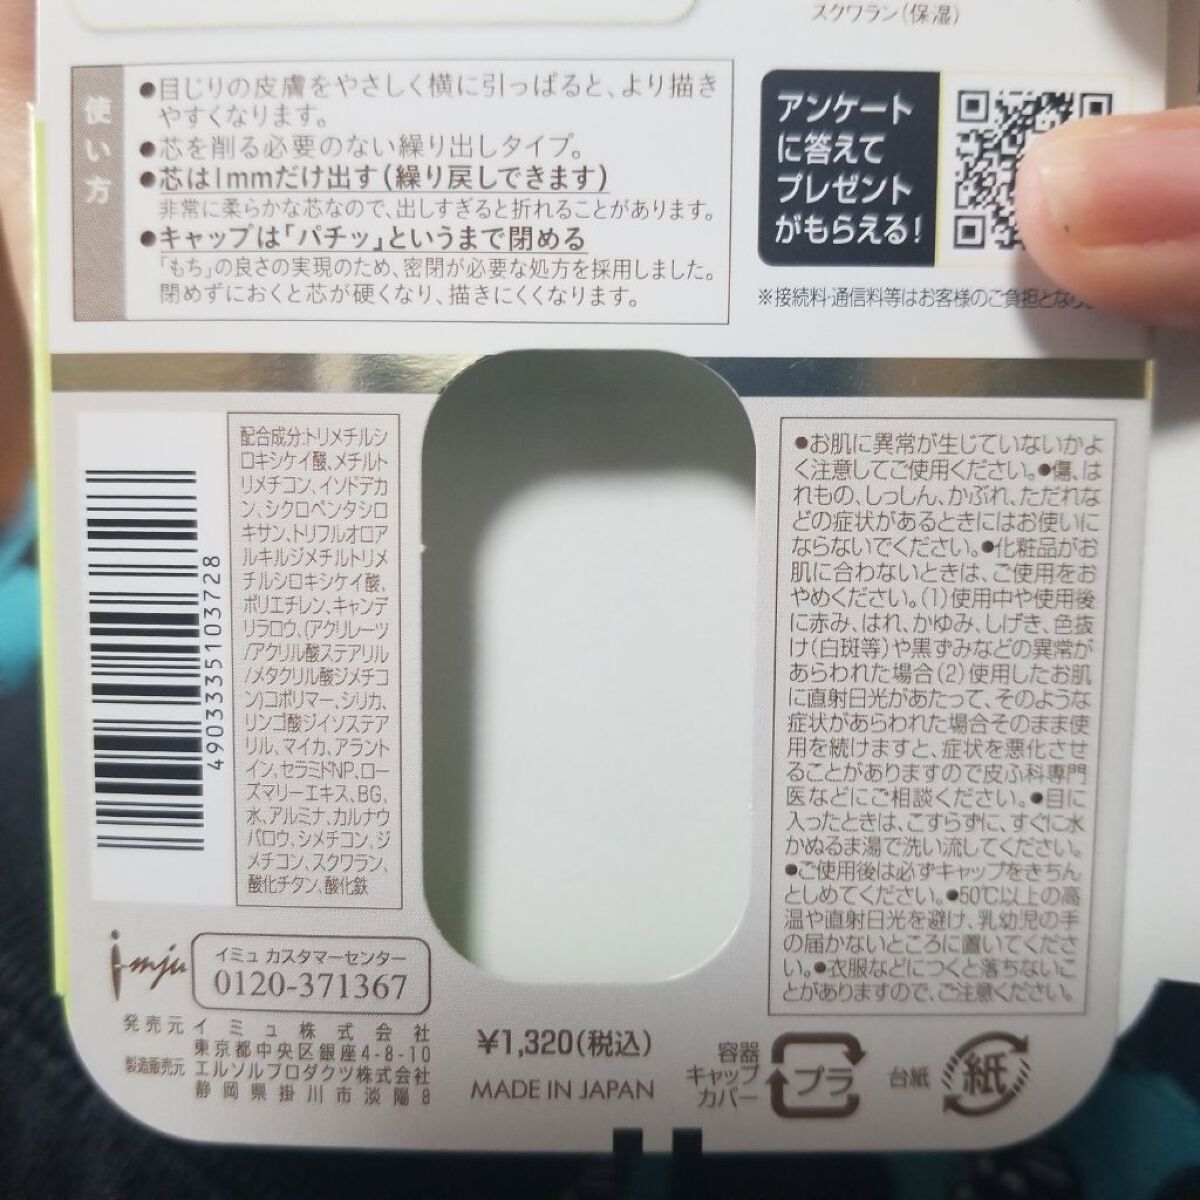 スクワラン(保湿)
使い方
●目じりの皮膚をやさしく横に引っぱると、より描き
やすくなります。
●芯を削る必要のない繰り出しタイプ。
●芯は1mmだけ出す(繰り戻しできます)
非常に柔らかな芯なので、出しすぎると折れることがあります。
●キャップは「パチッ」というまで閉める
「もち」の良さの実現のため、密閉が必要な処方を採用しました。
閉めずにおくと芯が硬くなり、描きにくくなります。
アンケート
に答えて
プレゼント
がもらえる!
※接続料・通信料等はお客様のご負担となり
4903335103728
配合成分:トリメチルシ
ロキシケイ酸、メチルト
リメチコン、イソドデカ
ン、シクロペンタシロ
キサン、トリフルオロア
ルキルジメチルトリメ
チルシロキシケイ酸、
ポリエチレン、キャンデ
リラロウ、(アクリレーツ
/アクリル酸ステアリル
/メタクリル酸ジメチコ
ン)コポリマー、シリカ、
リンゴ酸ジイソステア
リル、マイカ、アラント
イン、セラミドNP、ロー
ズマリーエキス、BG、
水、アルミナ、カルナウ
バロウ、シメチコン、ジ
メチコン、スクワラン、
酸化チタン、酸化鉄
●お肌に異常が生じていないかよ
く注意してご使用ください。●傷、は
れもの、しっしん、かぶれ、ただれな
どの症状があるときにはお使いに
ならないでください。●化粧品がお
肌に合わないときは、ご使用をお
やめください。(1)使用中や使用後
に赤み、はれ、かゆみ、しげき、色抜
け(白斑等)や黒ずみなどの異常が
あらわれた場合(2)使用したお肌
に直射日光があたって、そのような
症状があらわれた場合そのまま使
用を続けますと、症状を悪化させ
ることがありますので皮ふ科専門
医などにご相談ください。●目に
入ったときは、こすらずに、すぐに水
かぬるま湯で洗い流してください。
●ご使用後は必ずキャップをきちん
としめてください。●50℃以上の高
温や直射日光を避け、乳幼児の手
の届かないところに置いてくださ
い。●衣服などにつくと落ちないこ
とがありますので、ご注意ください。
imju
イミュ カスタマーセンター
0120-371367
発売元 イミュ株式会社
東京都中央区銀座4-8-10
製造販売元 エルソルプロダクツ株式会社
静岡県掛川市淡陽8
¥1,320(税込)
MADE IN JAPAN
容器
キャップ
カバー
プラ
台紙
紙